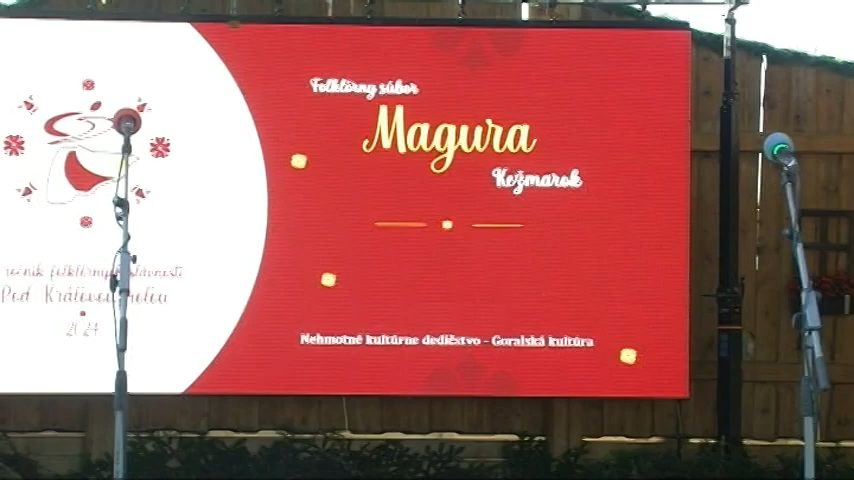 ročník folklórnych slávností
Pod Kráľovou hoľou
2024
Folklórny súbor
Magura
Kežmarok
Nehmotné kultúrne dedičstvo - Goralská kultúra